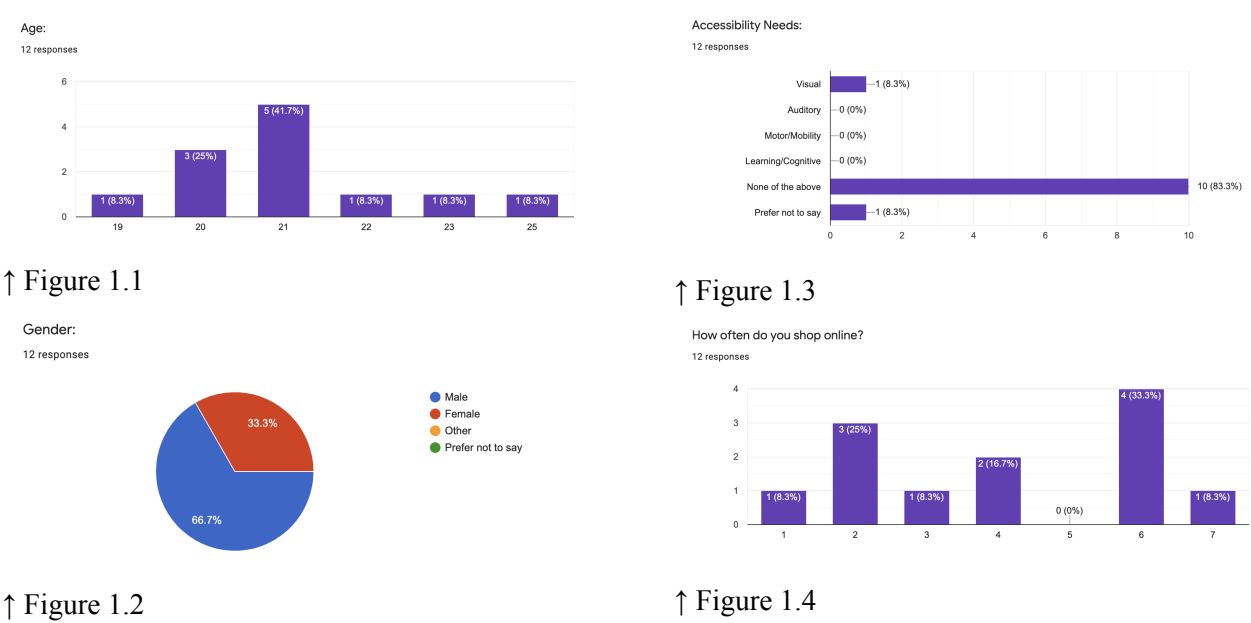 Age:
12 responses
6
4
2
0
1 (8.3%)
3 (25%)
5 (41.7%)
1 (8.3%)
1 (8.3%)
1 (8.3%)
19
20
21
22
23
25
↑ Figure 1.1
Gender:
12 responses
33.3%
66.7%
Male
Female
Other
Prefer not to say
↑ Figure 1.2
Accessibility Needs:
12 responses
Visual
1 (8.3%)
Auditory
0 (0%)
Motor/Mobility
0 (0%)
Learning/Cognitive
0 (0%)
None of the above
10 (83.3%)
Prefer not to say
1 (8.3%)
0
2
4
6
8
10
↑ Figure 1.3
How often do you shop online?
12 responses
4
3
2
1
0
1 (8.3%)
3 (25%)
1 (8.3%)
2 (16.7%)
0 (0%)
4 (33.3%)
1 (8.3%)
1
2
3
4
5
6
7
↑ Figure 1.4